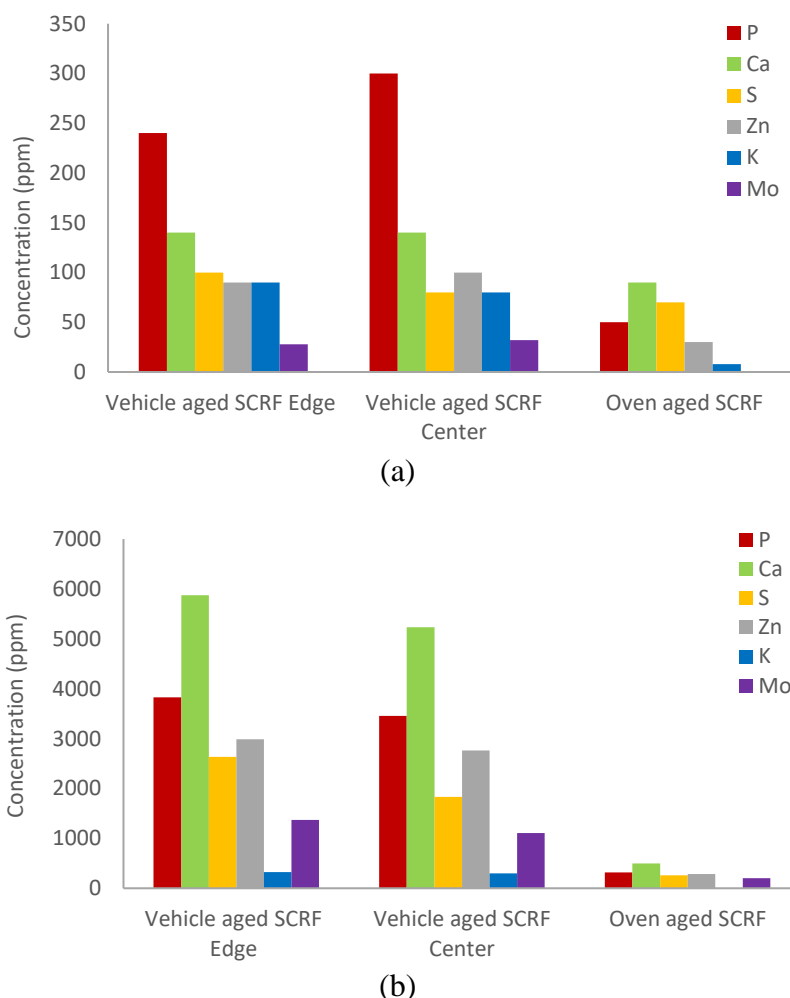 350
300
250
200
150
100
50
0
Concentration (ppm)
P
Ca
S
Zn
K
Mo
Vehicle aged SCRF Edge
Vehicle aged SCRF
Center
Oven aged SCRF
(a)
7000
6000
5000
4000
3000
2000
1000
0
Concentration (ppm)
P
Ca
S
Zn
K
Mo
Vehicle aged SCRF
Edge
Vehicle aged SCRF
Center
Oven aged SCRF
(b)